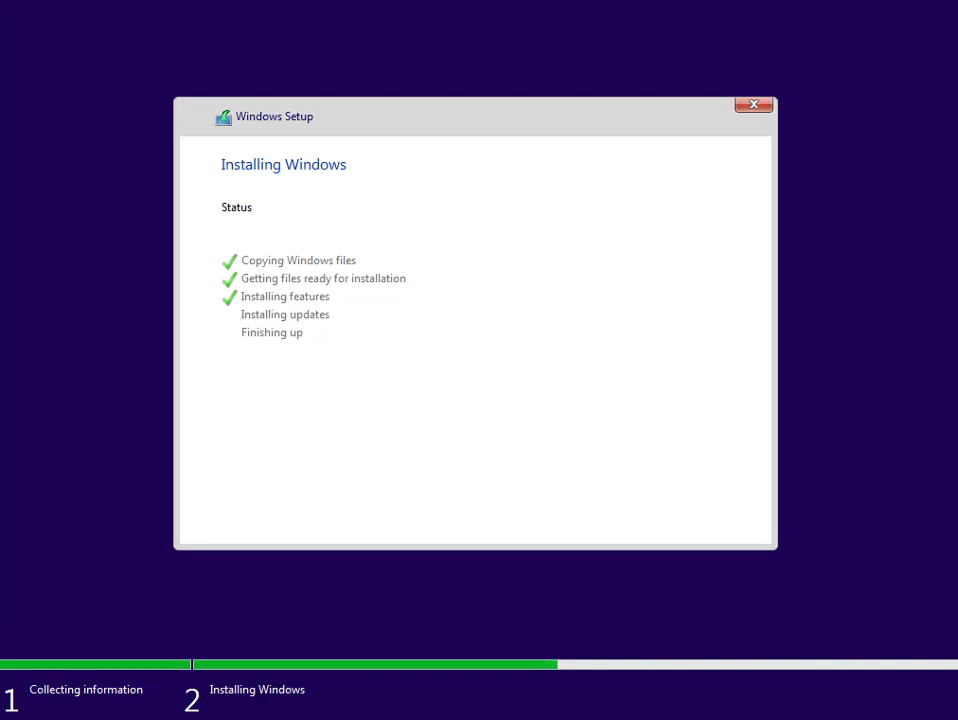 Windows Setup
Installing Windows
Status
Copying Windows files
Getting files ready for installation
Installing features
Installing updates
Finishing up
1 Collecting information
2 Installing Windows